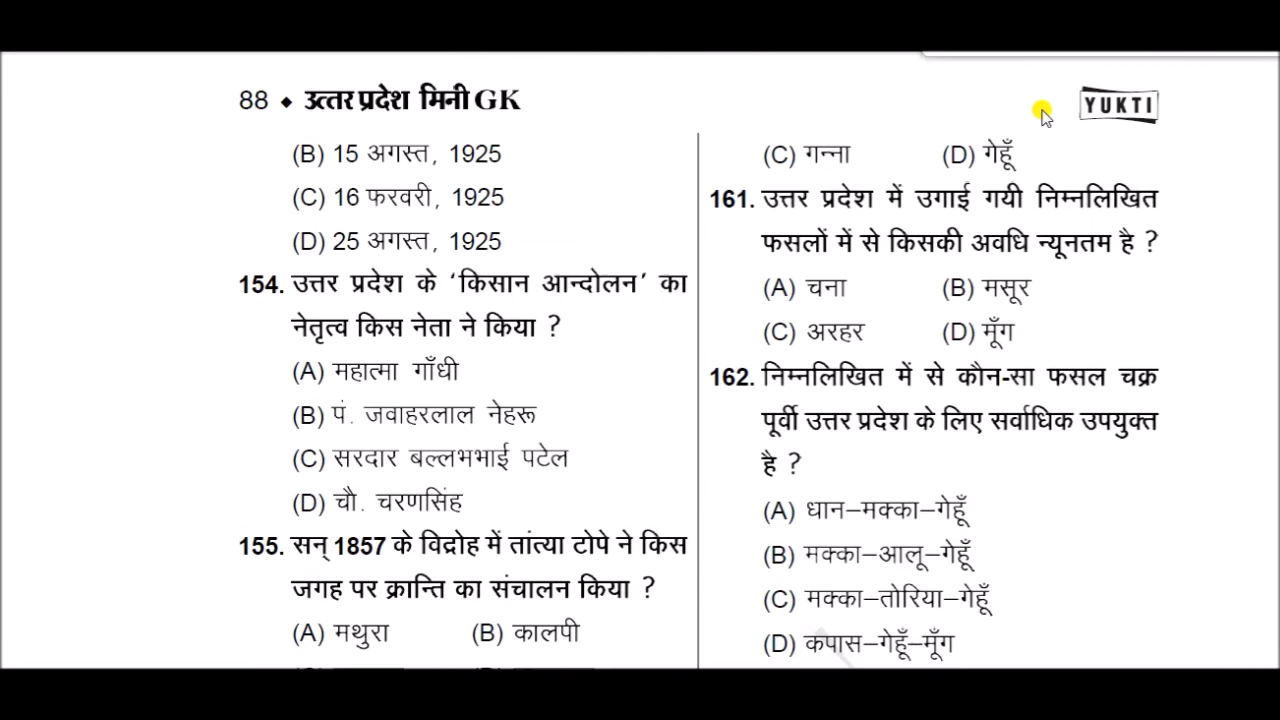 88 ◆ उत्तर प्रदेश मिनी GK
YUKTI
(B) 15 अगस्त, 1925
(C) 16 फरवरी, 1925
(D) 25 अगस्त, 1925
154. उत्तर प्रदेश के ‘किसान आन्दोलन’ का
नेतृत्व किस नेता ने किया ?
(A) महात्मा गाँधी
(B) पं. जवाहरलाल नेहरू
(C) सरदार बल्लभभाई पटेल
(D) चौ. चरणसिंह
155. सन् 1857 के विद्रोह में तांत्या टोपे ने किस
जगह पर क्रान्ति का संचालन किया ?
(A) मथुरा (B) कालपी
(C) गन्ना (D) गेहूँ
161. उत्तर प्रदेश में उगाई गयी निम्नलिखित
फसलों में से किसकी अवधि न्यूनतम है ?
(A) चना (B) मसूर
(C) अरहर (D) मूँग
162. निम्नलिखित में से कौन-सा फसल चक्र
पूर्वी उत्तर प्रदेश के लिए सर्वाधिक उपयुक्त
है ?
(A) धान–मक्का–गेहूँ
(B) मक्का–आलू–गेहूँ
(C) मक्का–तोरिया–गेहूँ
(D) कपास–गेहूँ–मूँग